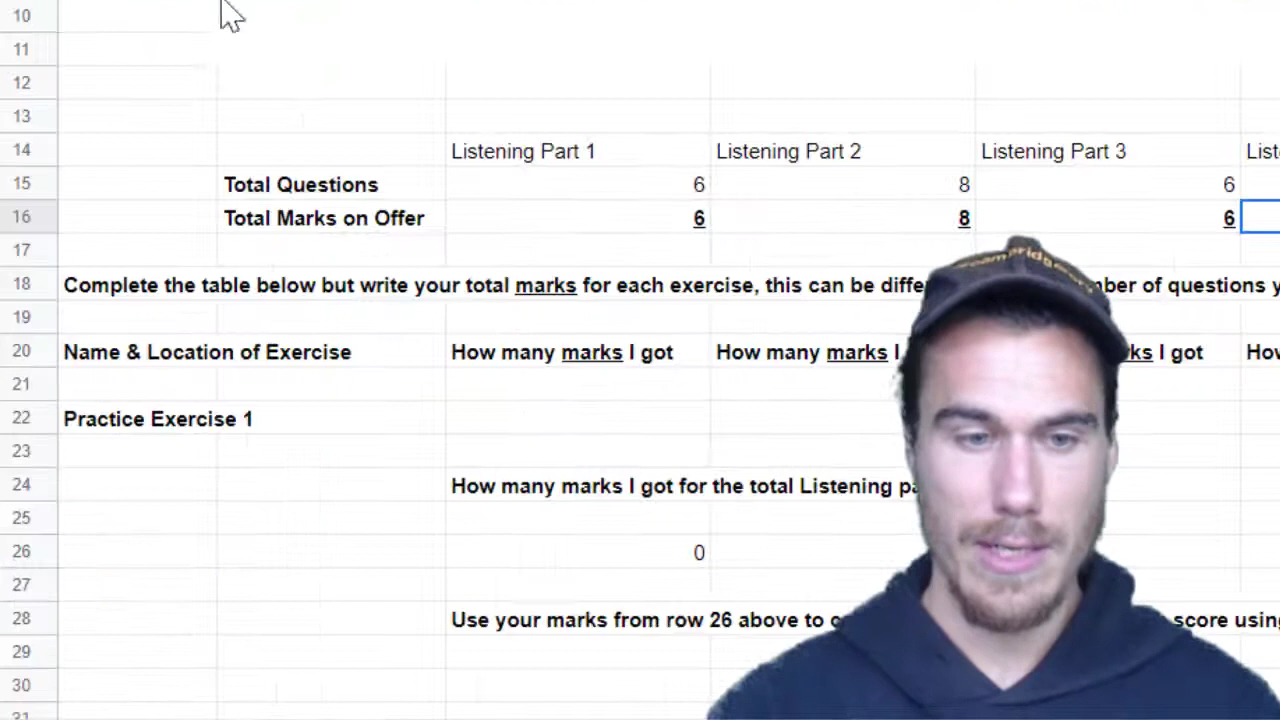 10
11
12
13
14 Listening Part 1 Listening Part 2 Listening Part 3
15 Total Questions 6 8 6
16 Total Marks on Offer 6 8 6
17
18 Complete the table below but write your total marks for each exercise, this can be of questions
19
20 Name & Location of Exercise How many marks I got How many marks I I got
21
22 Practice Exercise 1
23
24 How many marks I got for the total Listening
25
26 0
27
28 Use your marks from row 26 above to score
29
30